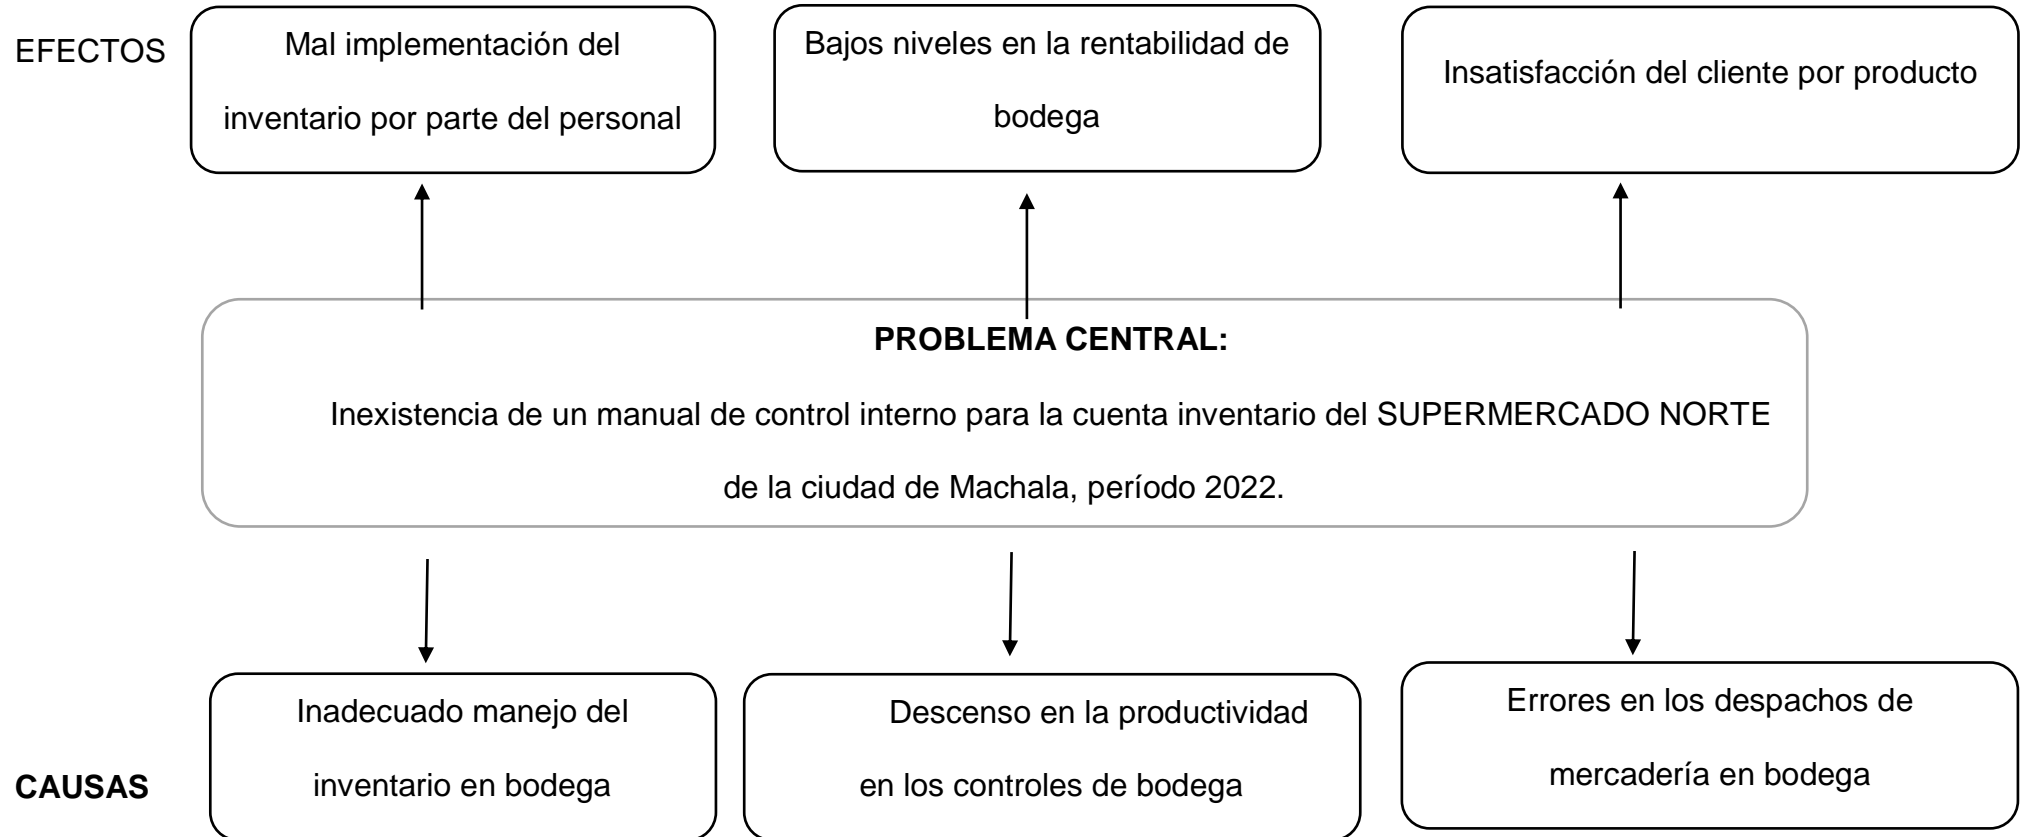 EFECTOS
Mal implementación del
inventario por parte del personal
Bajos niveles en la rentabilidad de
bodega
Insatisfacción del cliente por producto
PROBLEMA CENTRAL:
Inexistencia de un manual de control interno para la cuenta inventario del SUPERMERCADO NORTE
de la ciudad de Machala, período 2022.
CAUSAS
Inadecuado manejo del
inventario en bodega
Descenso en la productividad
en los controles de bodega
Errores en los despachos de
mercadería en bodega